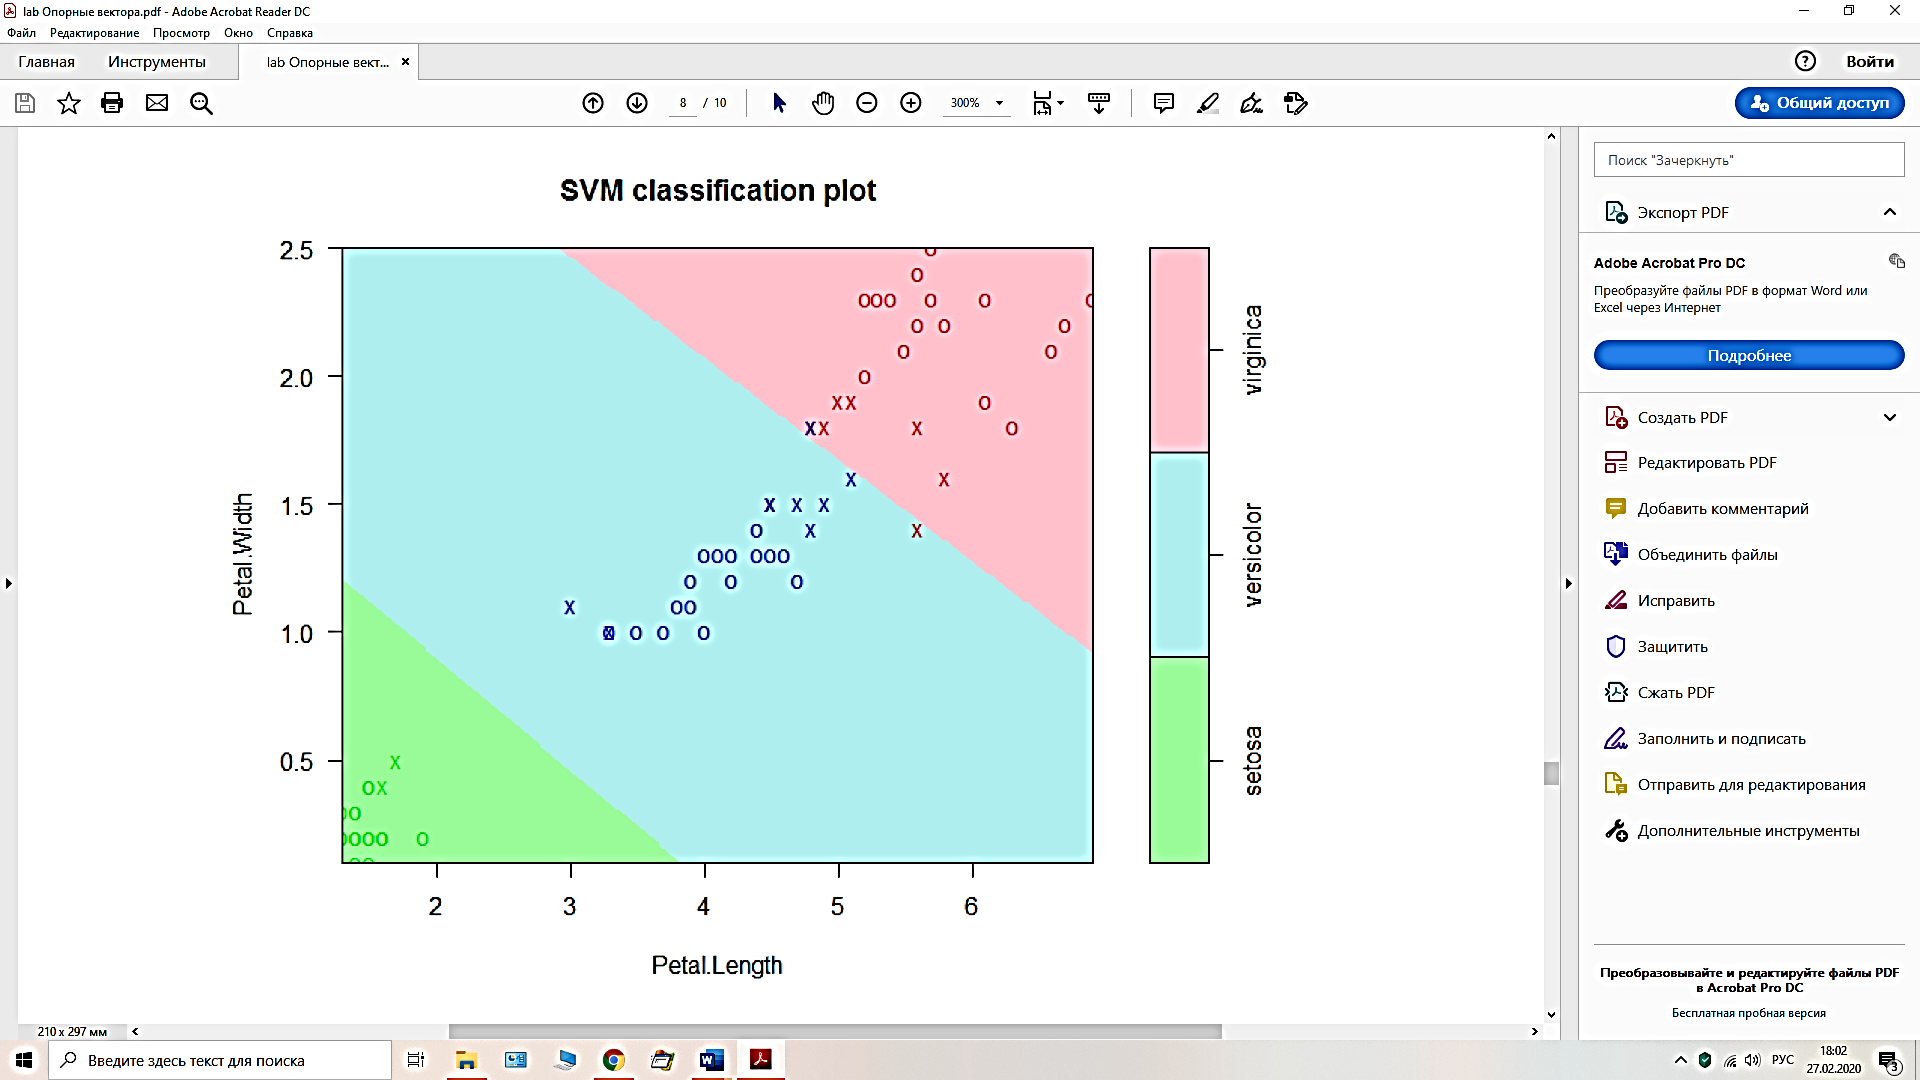 lab Опорные вектора.pdf - Adobe Acrobat Reader DC
Файл Редактирование Просмотр Окно Справка
Главная Инструменты lab Опорные вект... ×
? Войти
8 / 10 300% Общий доступ
SVM classification plot
2.5
2.0
1.5
1.0
0.5
Petal.Width
2 3 4 5 6
Petal.Length
virginica
versicolor
setosa
Поиск "Зачеркнуть"
Экспорт PDF
Adobe Acrobat Pro DC
Преобразуйте файлы PDF в формат Word или
Excel через Интернет
Подробнее
Создать PDF
Редактировать PDF
Добавить комментарий
Объединить файлы
Исправить
Защитить
Сжать PDF
Заполнить и подписать
Отправить для редактирования
Дополнительные инструменты
Преобразовывайте и редактируйте файлы PDF
в Acrobat Pro DC
Бесплатная пробная версия
210 x 297 мм
Введите здесь текст для поиска
РУС
18:02
27.02.2020
3